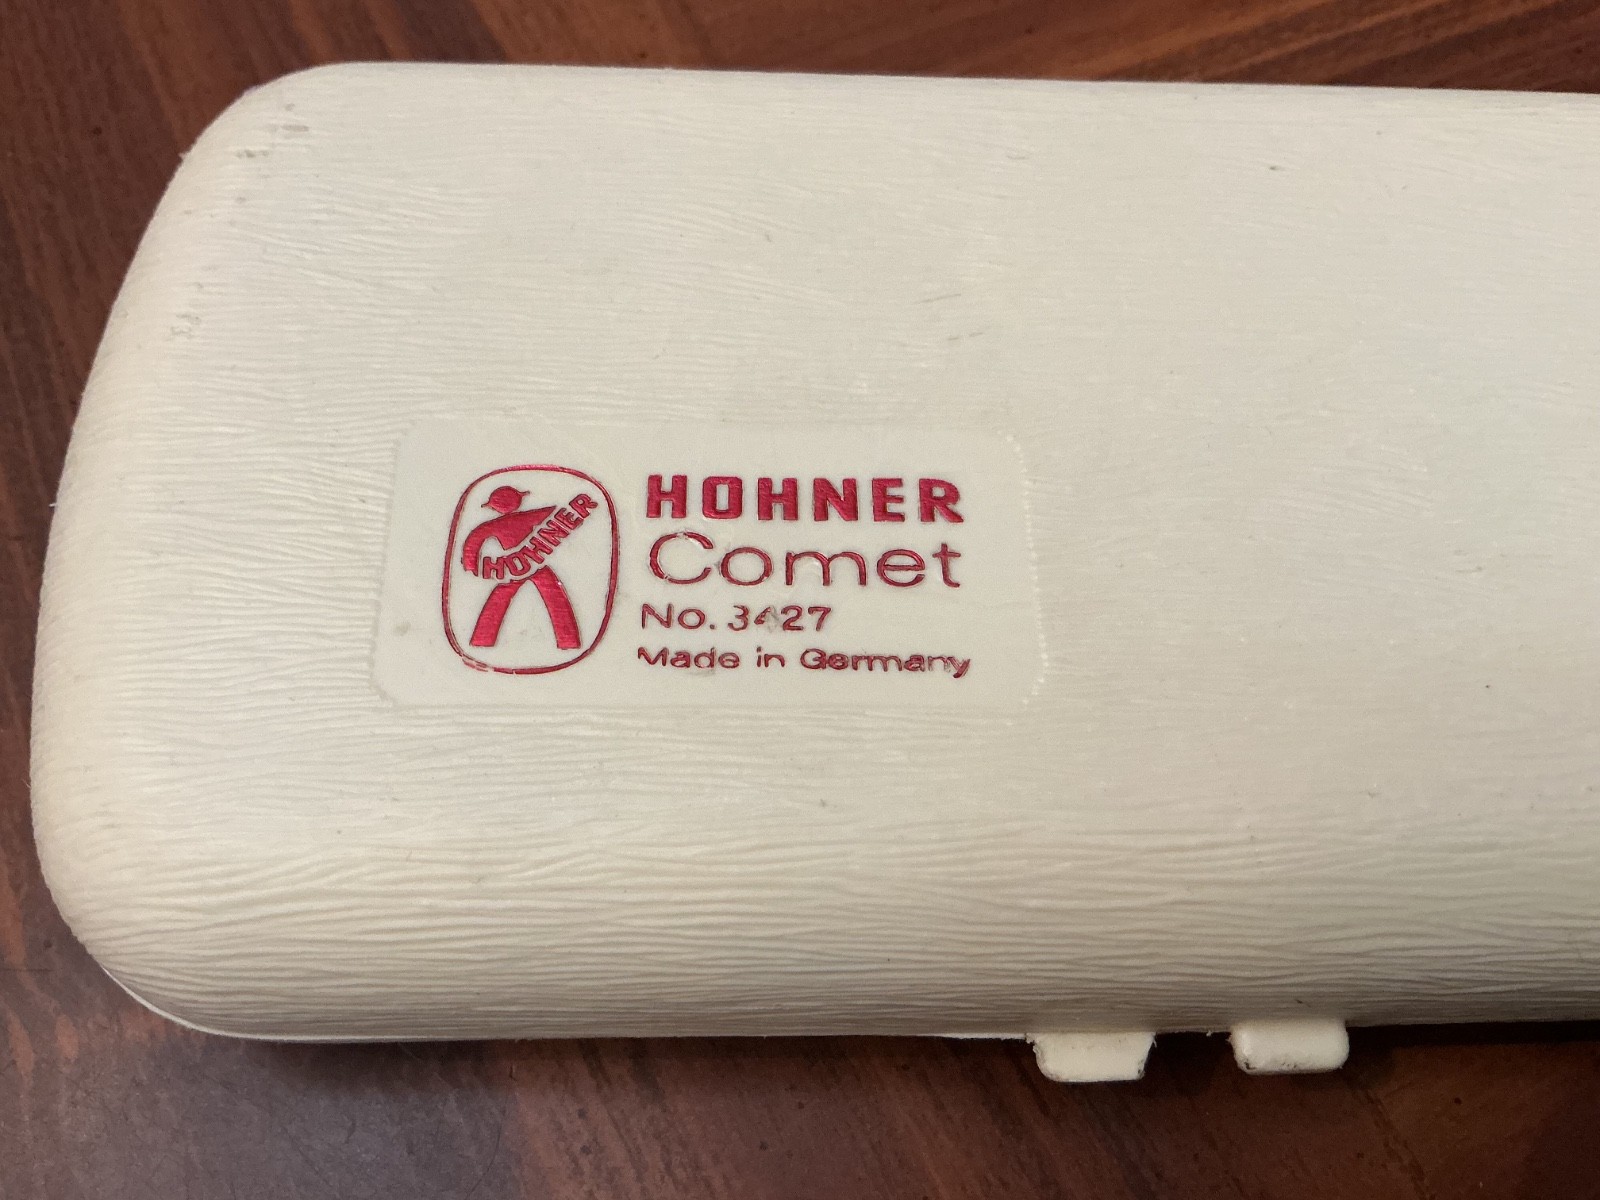 HOHNER
HOHNER
Comet
No. 3427
Made in Germany